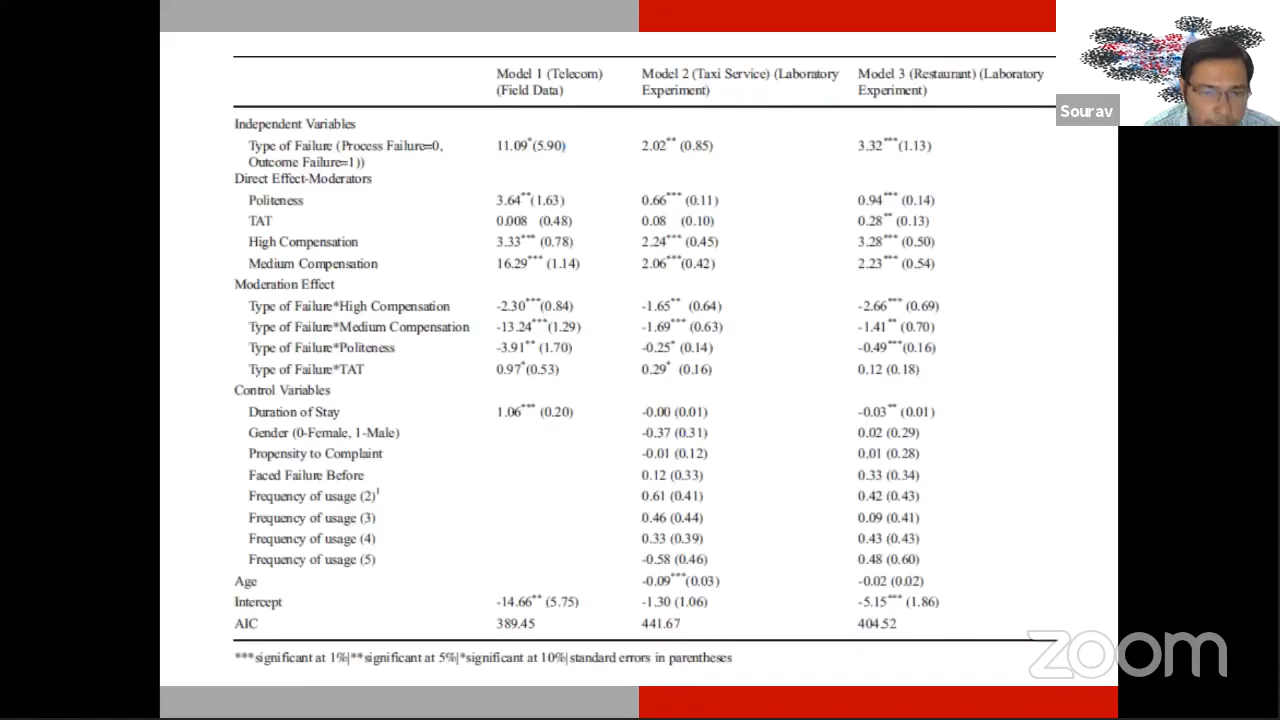 Model 1 (Telecom) Model 2 (Taxi Service) (Laboratory Model 3 (Restaurant) (Laboratory
(Field Data) Experiment) Experiment)
Sourav
Independent Variables
Type of Failure (Process Failure=0, 11.09*(5.90) 2.02** (0.85) 3.32***(1.13)
Outcome Failure=1))
Direct Effect-Moderators
Politeness 3.64**(1.63) 0.66*** (0.11) 0.94*** (0.14)
TAT 0.008 (0.48) 0.08 (0.10) 0.28** (0.13)
High Compensation 3.33*** (0.78) 2.24*** (0.45) 3.28*** (0.50)
Medium Compensation 16.29*** (1.14) 2.06***(0.42) 2.23*** (0.54)
Moderation Effect
Type of Failure*High Compensation -2.30***(0.84) -1.65** (0.64) -2.66*** (0.69)
Type of Failure*Medium Compensation -13.24***(1.29) -1.69*** (0.63) -1.41** (0.70)
Type of Failure*Politeness -3.91** (1.70) -0.25* (0.14) -0.49***(0.16)
Type of Failure*TAT 0.97*(0.53) 0.29* (0.16) 0.12 (0.18)
Control Variables
Duration of Stay 1.06*** (0.20) -0.00 (0.01) -0.03** (0.01)
Gender (0-Female, 1-Male) -0.37 (0.31) 0.02 (0.29)
Propensity to Complaint -0.01 (0.12) 0.01 (0.28)
Faced Failure Before 0.12 (0.33) 0.33 (0.34)
Frequency of usage (2)¹ 0.61 (0.41) 0.42 (0.43)
Frequency of usage (3) 0.46 (0.44) 0.09 (0.41)
Frequency of usage (4) 0.33 (0.39) 0.43 (0.43)
Frequency of usage (5) -0.58 (0.46) 0.48 (0.60)
Age -0.09***(0.03) -0.02 (0.02)
Intercept -14.66** (5.75) -1.30 (1.06) -5.15*** (1.86)
AIC 389.45 441.67 404.52
***significant at 1%|**significant at 5%|*significant at 10%|standard errors in parentheses
zoom